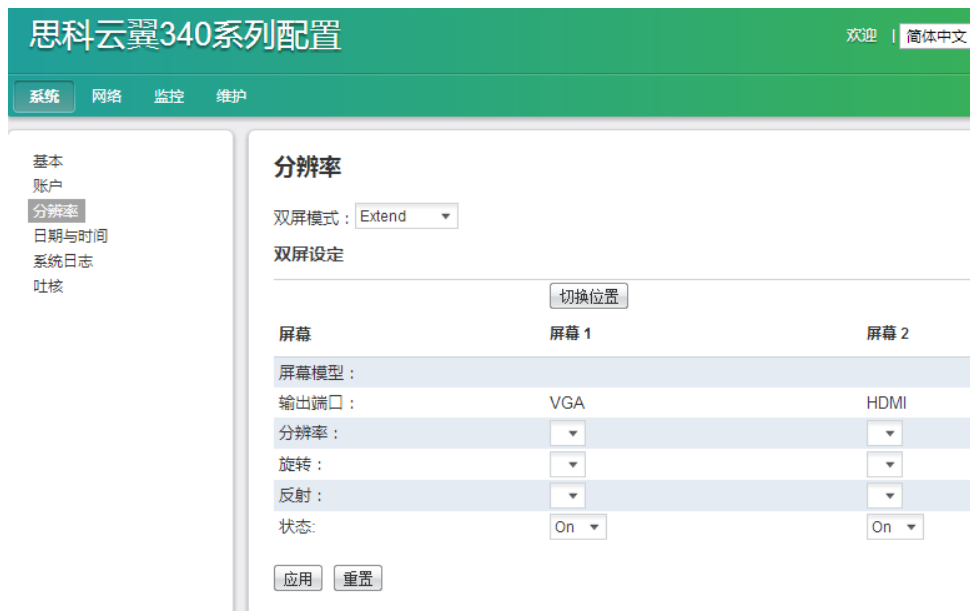 思科云翼340系列配置
欢迎 | 简体中文
系统 网络 监控 维护
基本
账户
分辨率
日期与时间
系统日志
吐核
分辨率
双屏模式： Extend
双屏设定
切换位置
屏幕 屏幕 1 屏幕 2
屏幕模型：
输出端口： VGA HDMI
分辨率：
旋转：
反射：
状态: On On
应用 重置